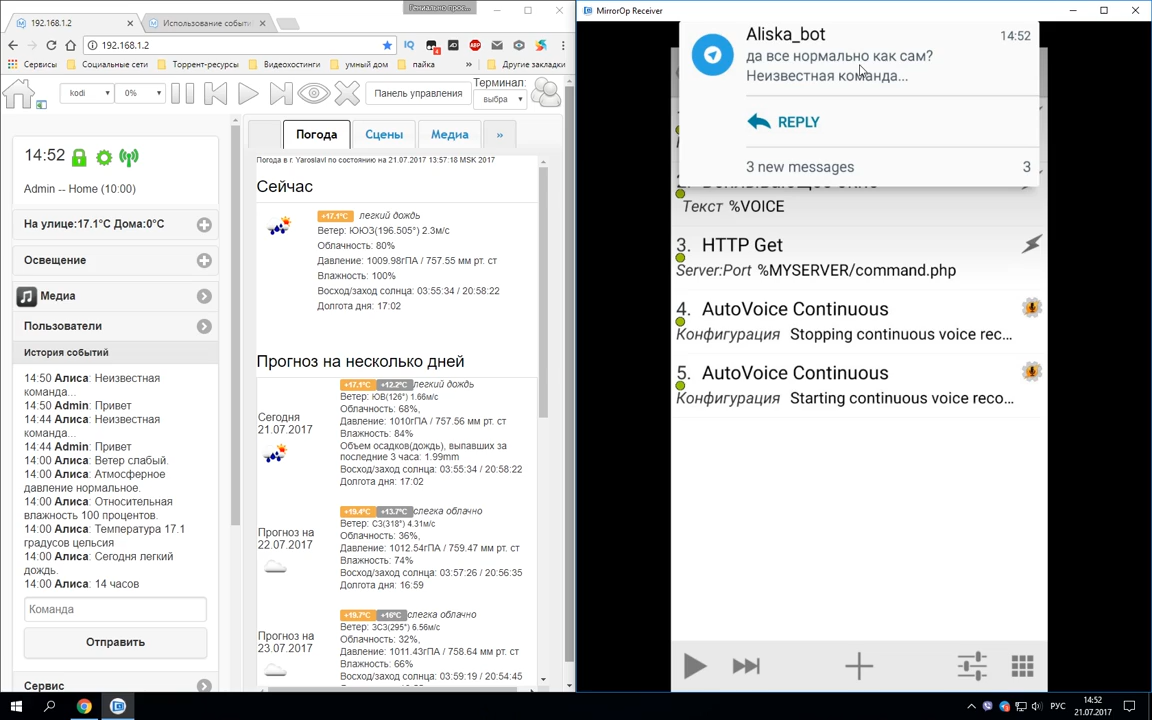 Гениально прос...
192.168.1.2
Использование событи
192.168.1.2
Сервисы
Социальные сети
Торрент-ресурсы
Видеохостинги
умный дом
пайка
»
Другие закладки
kodi
0%
Панель управления
Терминал:
выбра
14:52
Admin -- Home (10:00)
На улице:17.1°C Дома:0°C
Освещение
Медиа
Пользователи
История событий
14:50 Алиса: Неизвестная
команда...
14:50 Admin: Привет
14:44 Алиса: Неизвестная
команда...
14:44 Admin: Привет
14:00 Алиса: Ветер слабый.
14:00 Алиса: Атмосферное
давление нормальное.
14:00 Алиса: Относительная
влажность 100 процентов.
14:00 Алиса: Температура 17.1
градусов цельсия
14:00 Алиса: Сегодня легкий
дождь.
14:00 Алиса: 14 часов
Команда
Отправить
Сервис
Погода
Сцены
Медиа
»
Погода в г. Yaroslavl по состоянию на 21.07.2017 13:57:18 MSK 2017
Сейчас
+17.1°C легкий дождь
Ветер: ЮЮЗ(196.505°) 2.3м/с
Облачность: 80%
Давление: 1009.98гПА / 757.55 мм рт. ст
Влажность: 100%
Восход/заход солнца: 03:55:34 / 20:58:22
Долгота дня: 17:02
Прогноз на несколько дней
Сегодня
21.07.2017
+17.1°C +12.2°C легкий дождь
Ветер: ЮВ(126°) 1.66м/с
Облачность: 68%,
Давление: 1010гПА / 757.56 мм рт. ст
Влажность: 84%
Объем осадков(дождь), выпавших за
последние 3 часа: 1.99mm
Восход/заход солнца: 03:55:34 / 20:58:22
Долгота дня: 17:02
Прогноз на
22.07.2017
+19.4°C +13.7°C слегка облачно
Ветер: СЗ(318°) 4.31м/с
Облачность: 36%,
Давление: 1012.54гПА / 759.47 мм рт. ст
Влажность: 74%
Восход/заход солнца: 03:57:26 / 20:56:35
Долгота дня: 16:59
Прогноз на
23.07.2017
+19.7°C +16°C слегка облачно
Ветер: ЗСЗ(295°) 6.56м/с
Облачность: 32%,
Давление: 1011.43гПА / 758.64 мм рт. ст
Влажность: 66%
Восход/заход солнца: 03:59:19 / 20:54:45
MirrorOp Receiver
Aliska_bot
14:52
да все нормально как сам?
Неизвестная команда...
REPLY
3 new messages
3
Текст %VOICE
3. HTTP Get
Server:Port %MYSERVER/command.php
4. AutoVoice Continuous
Конфигурация Stopping continuous voice rec...
5. AutoVoice Continuous
Конфигурация Starting continuous voice reco...
РУС
14:52
21.07.2017